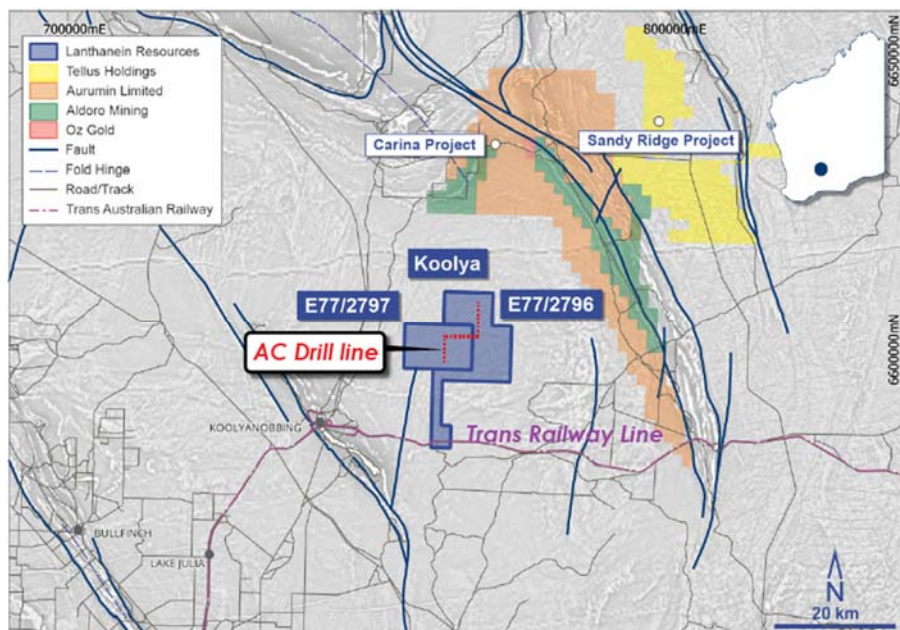 700000mE
800000mE
6650000mN
Lanthanein Resources
Tellus Holdings
Aurumin Limited
Aldoro Mining
Oz Gold
Fault
Fold Hinge
Road/Track
Trans Australian Railway
Carina Project
Sandy Ridge Project
Koolya
E77/2797
E77/2796
AC Drill line
6600000mN
KOOLYANOBBING
Trans Railway Line
BULLFINCH
LAKE JULIA
N
20 km